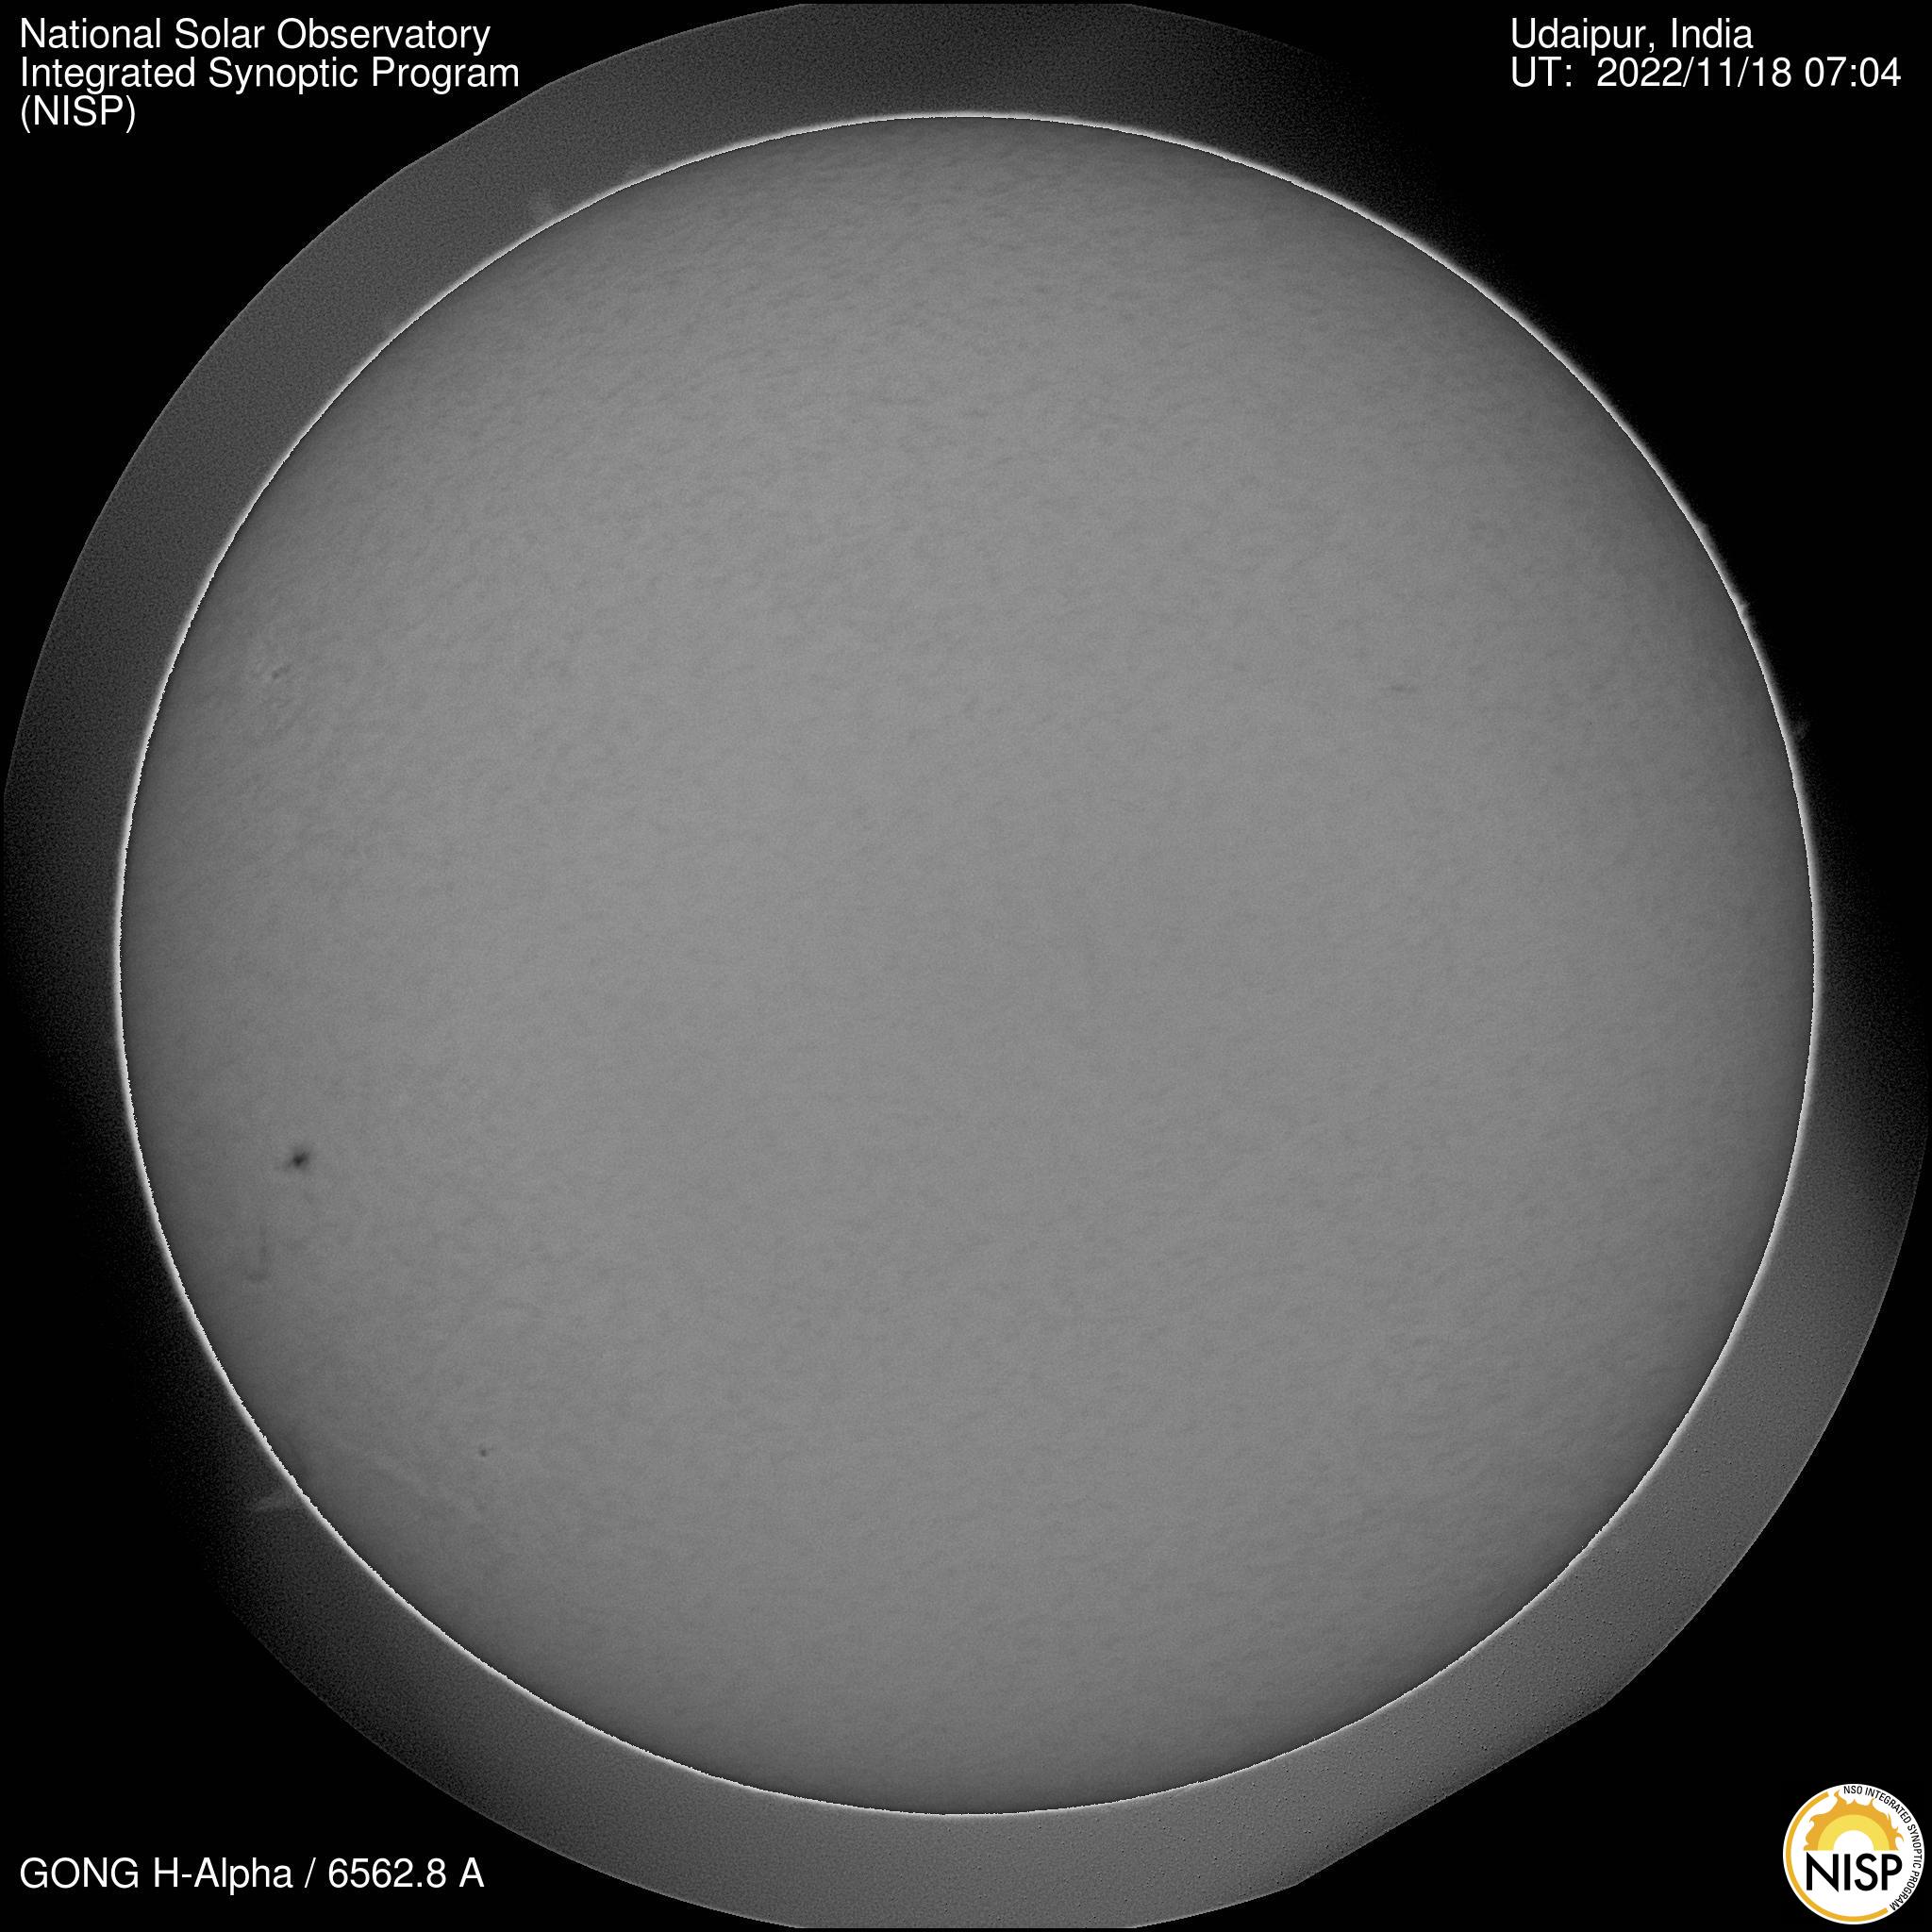 National Solar Observatory
Integrated Synoptic Program
(NISP)
Udaipur, India
UT: 2022/11/18 07:04
GONG H-Alpha / 6562.8 A
NSO INTEGRATED SYNOPTIC PROGRAM
NISP